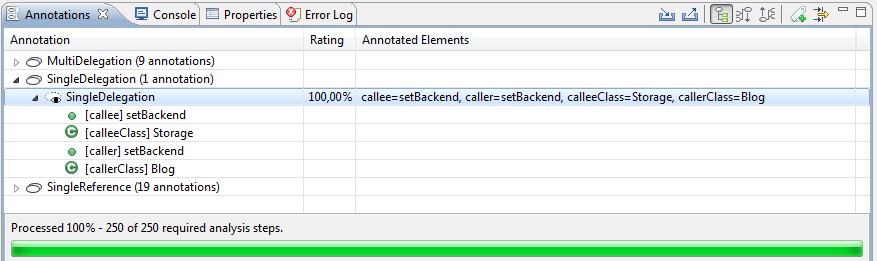 Annotations Console Properties Error Log
Annotation Rating Annotated Elements
MultiDelegation (9 annotations)
SingleDelegation (1 annotation)
SingleDelegation 100,00% callee=setBackend, caller=setBackend, calleeClass=Storage, callerClass=Blog
[callee] setBackend
[calleeClass] Storage
[caller] setBackend
[callerClass] Blog
SingleReference (19 annotations)
Processed 100% - 250 of 250 required analysis steps.